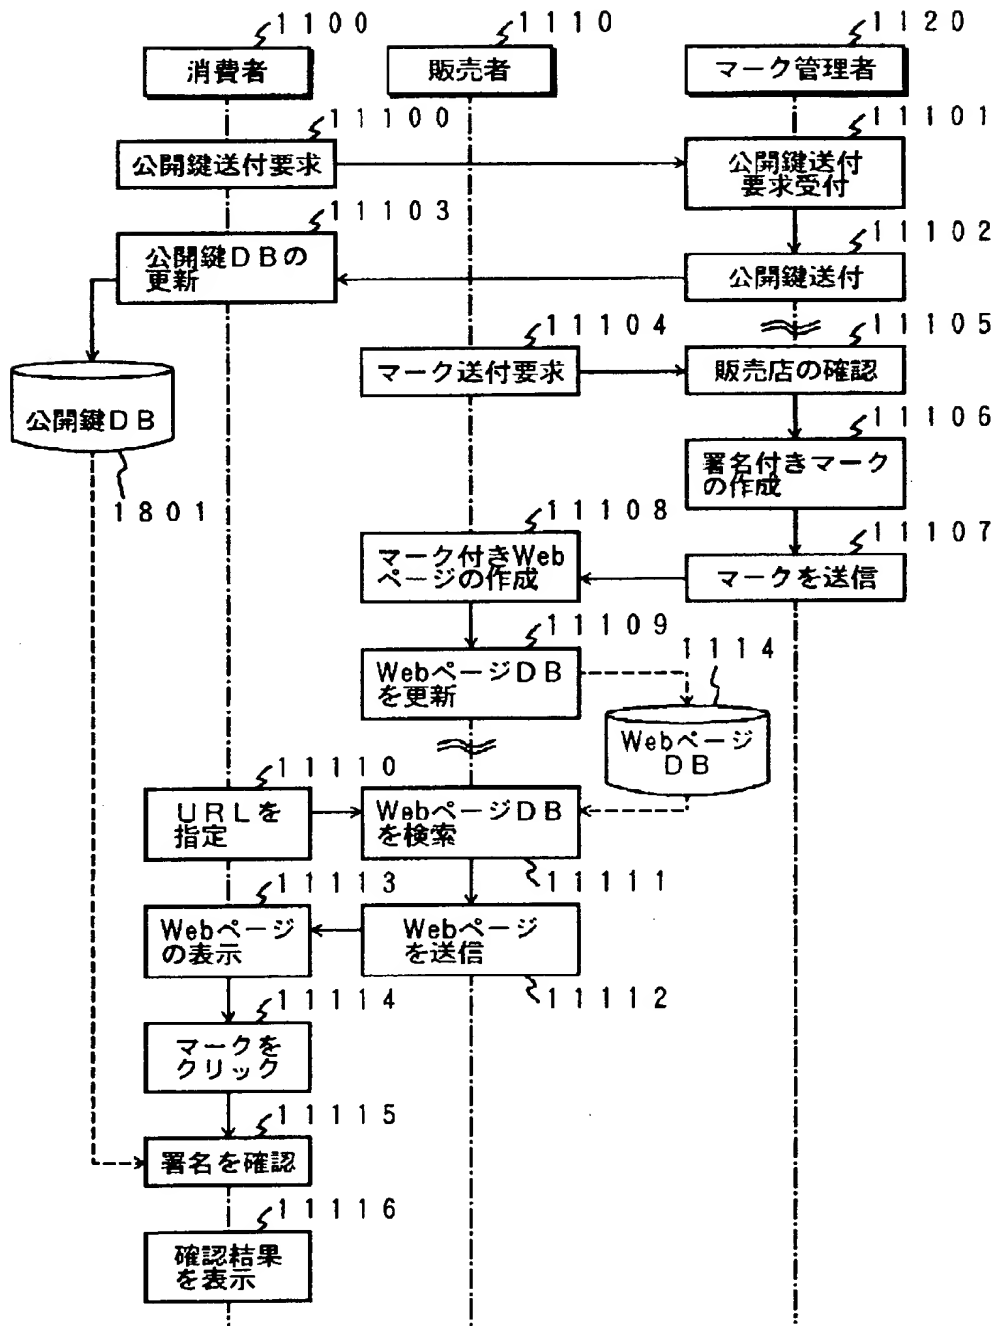 1100
1110
1120
消費者
販売者
マーク管理者
11100
11101
公開鍵送付要求
公開鍵送付
要求受付
11103
11102
公開鍵DBの
更新
公開鍵送付
11104
11105
マーク送付要求
販売店の確認
公開鍵DB
1801
11106
署名付きマーク
の作成
11108
11107
マーク付きWeb
ページの作成
マークを送信
11109
1114
WebページDB
を更新
Webページ
DB
11110
URLを
指定
WebページDB
を検索
11111
11113
Webページ
の表示
Webページ
を送信
11112
11114
マークを
クリック
11115
署名を確認
11116
確認結果
を表示